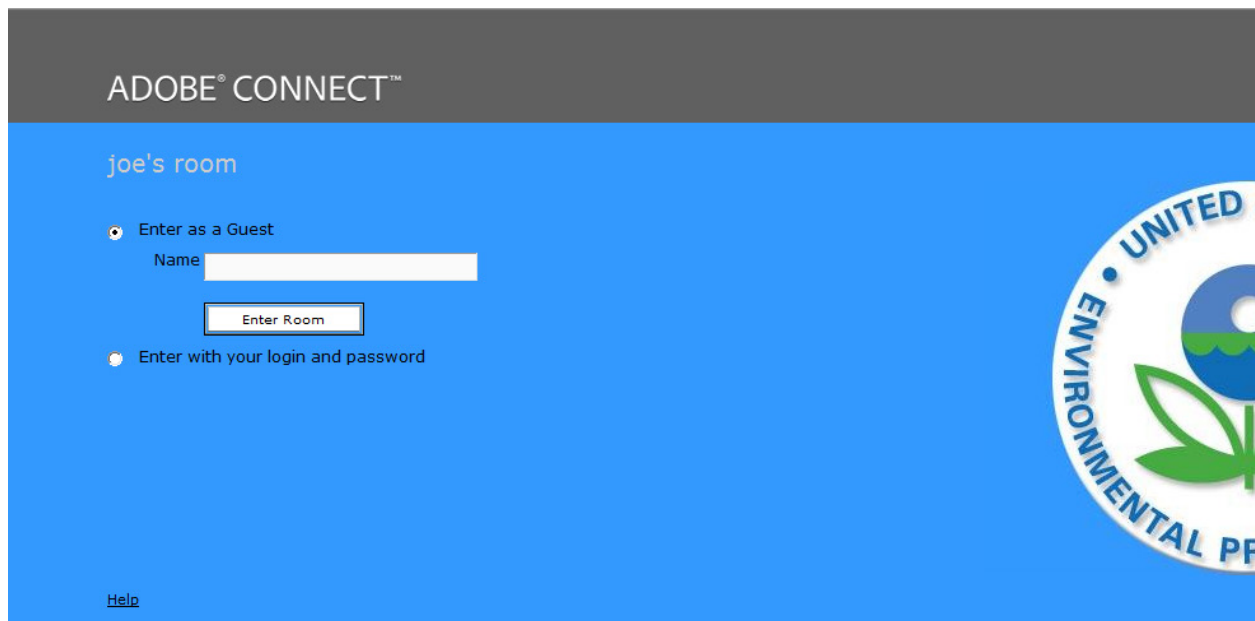 ADOBE® CONNECT™
joe's room
Enter as a Guest
Name
Enter Room
Enter with your login and password
Help
• UNITED
ENVIRONMENTAL